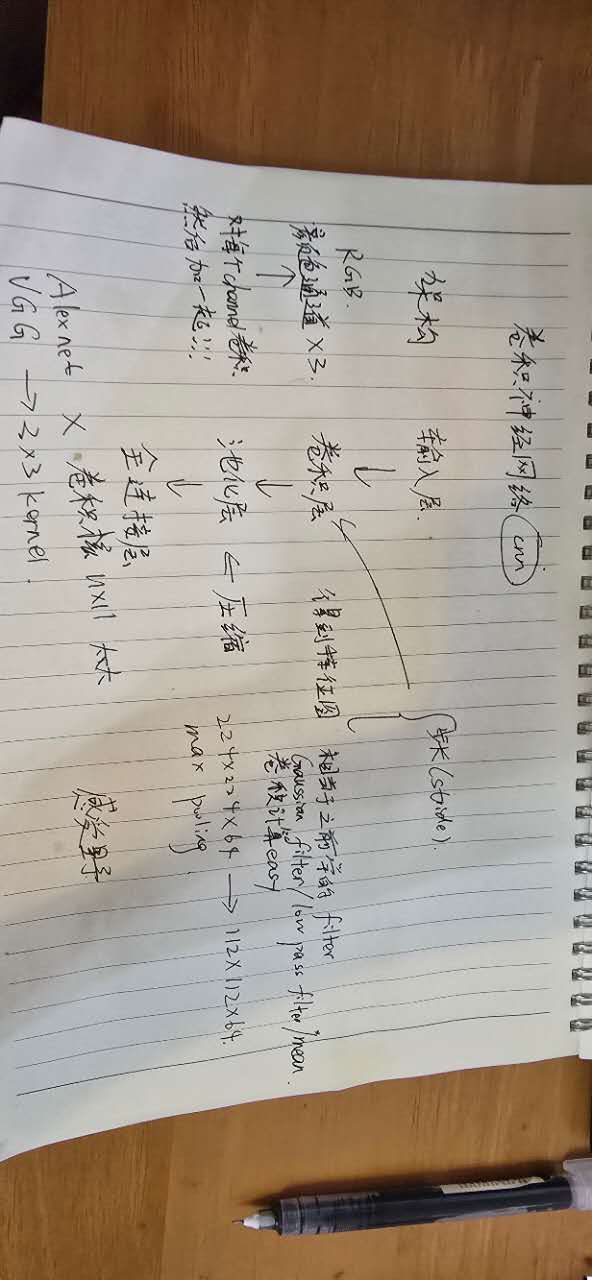 卷积神经网络 cnn
架构
输入层
步长(stride)
↓
RGB
颜色通道 ×3.
卷积层
得到特征图
相当于之前学的 filter
Gaussian filter/low pass filter/mean.
卷积计算easy
↑
↓
对每个channel卷积
然后加一起!!!
池化层 ← 压缩
224×224×64 → 112×112×64.
max pooling
↓
全连接层
Alexnet × 卷积核 11×11 太大
感受野
VGG → 3×3 kernel.